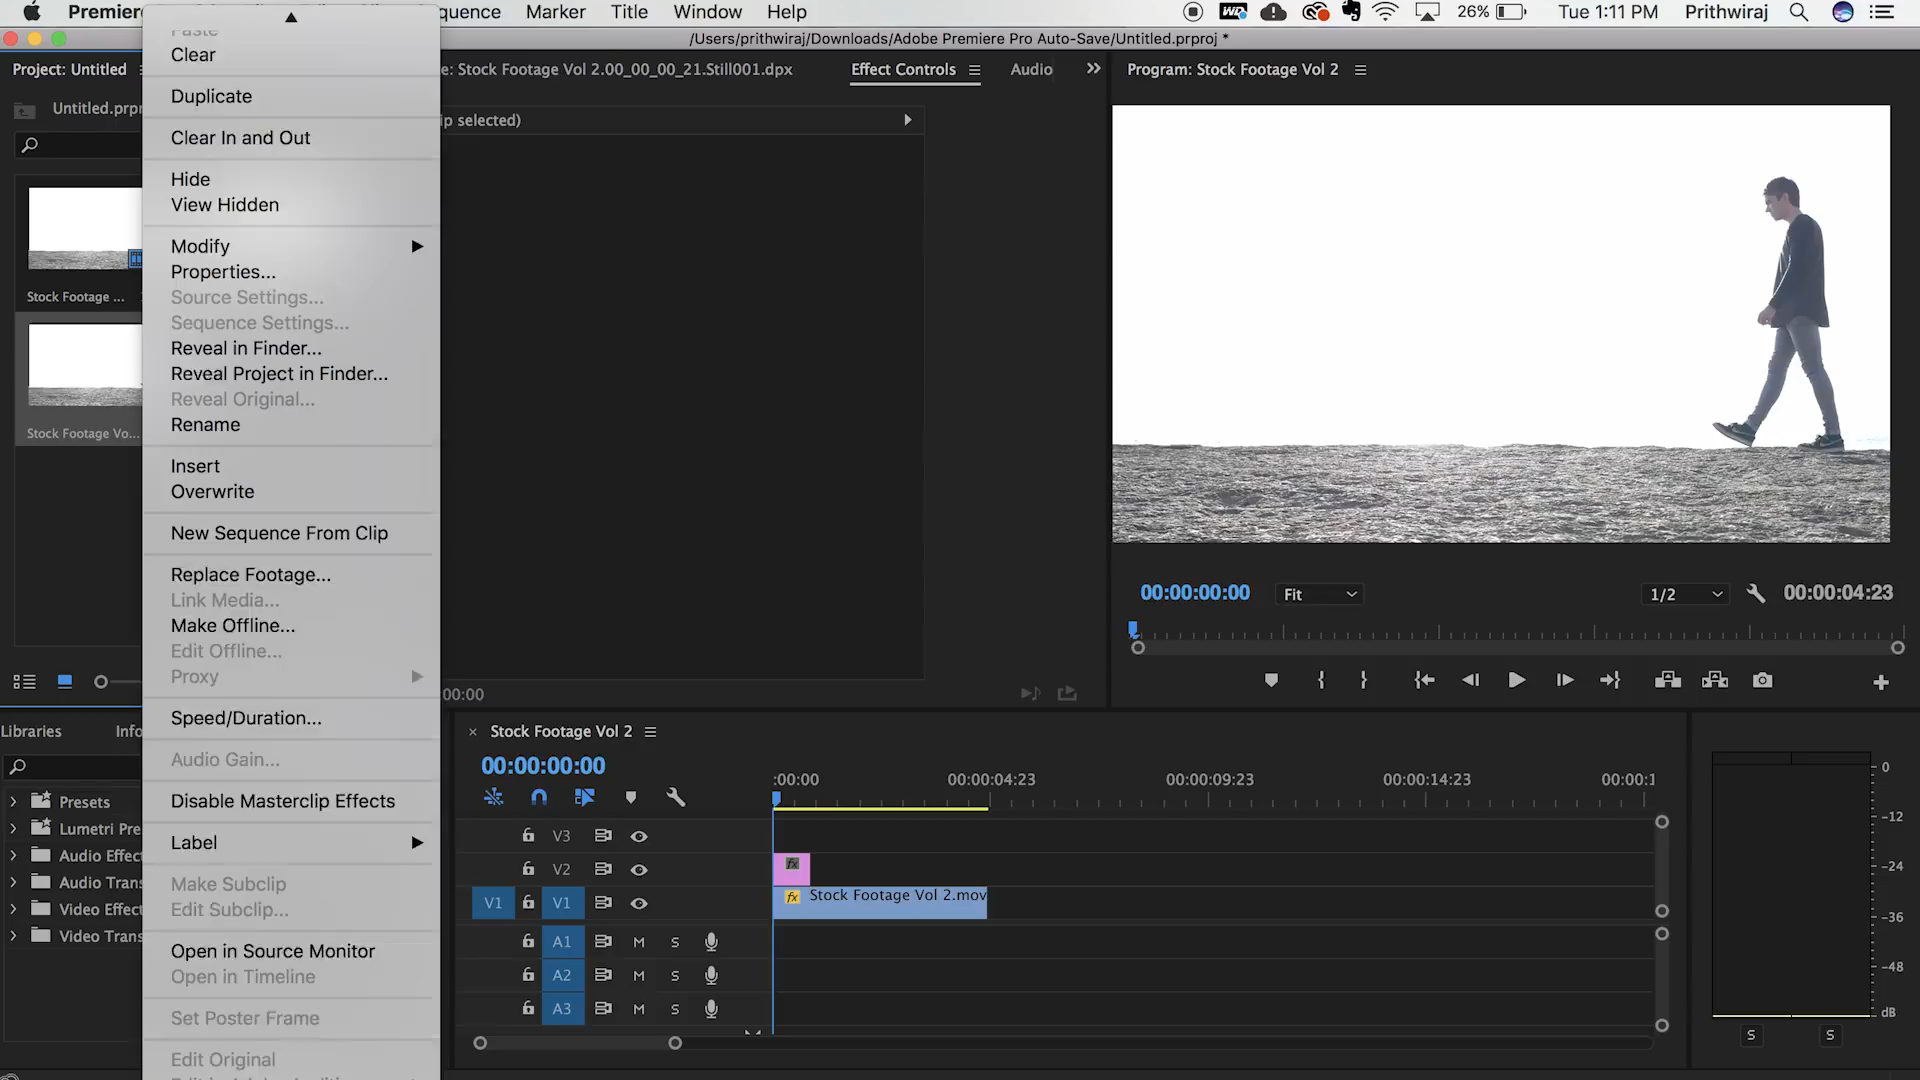 Premiere
quence
Marker
Title
Window
Help
26%
Tue 1:11 PM
Prithwiraj
/Users/prithwiraj/Downloads/Adobe Premiere Pro Auto-Save/Untitled.prproj *
Project: Untitled
e: Stock Footage Vol 2.00_00_00_21.Still001.dpx
Effect Controls
Audio
Program: Stock Footage Vol 2
Untitled.prpr
ip selected)
Stock Footage ...
Stock Footage Vo...
Paste
Clear
Duplicate
Clear In and Out
Hide
View Hidden
Modify
Properties...
Source Settings...
Sequence Settings...
Reveal in Finder...
Reveal Project in Finder...
Reveal Original...
Rename
Insert
Overwrite
New Sequence From Clip
Replace Footage...
Link Media...
Make Offline...
Edit Offline...
Proxy
Speed/Duration...
Audio Gain...
Disable Masterclip Effects
Label
Make Subclip
Edit Subclip...
Open in Source Monitor
Open in Timeline
Set Poster Frame
Edit Original
00:00:00:00
Fit
1/2
00:00:04:23
:00:00
Libraries
Info
Presets
Lumetri Pre
Audio Effect
Audio Trans
Video Effect
Video Trans
× Stock Footage Vol 2
00:00:00:00
:00:00
00:00:04:23
00:00:09:23
00:00:14:23
00:00:1
V3
V2
fx
V1
V1
fx Stock Footage Vol 2.mov
A1 M S
A2 M S
A3 M S
0
-12
-24
-36
-48
dB
S
S